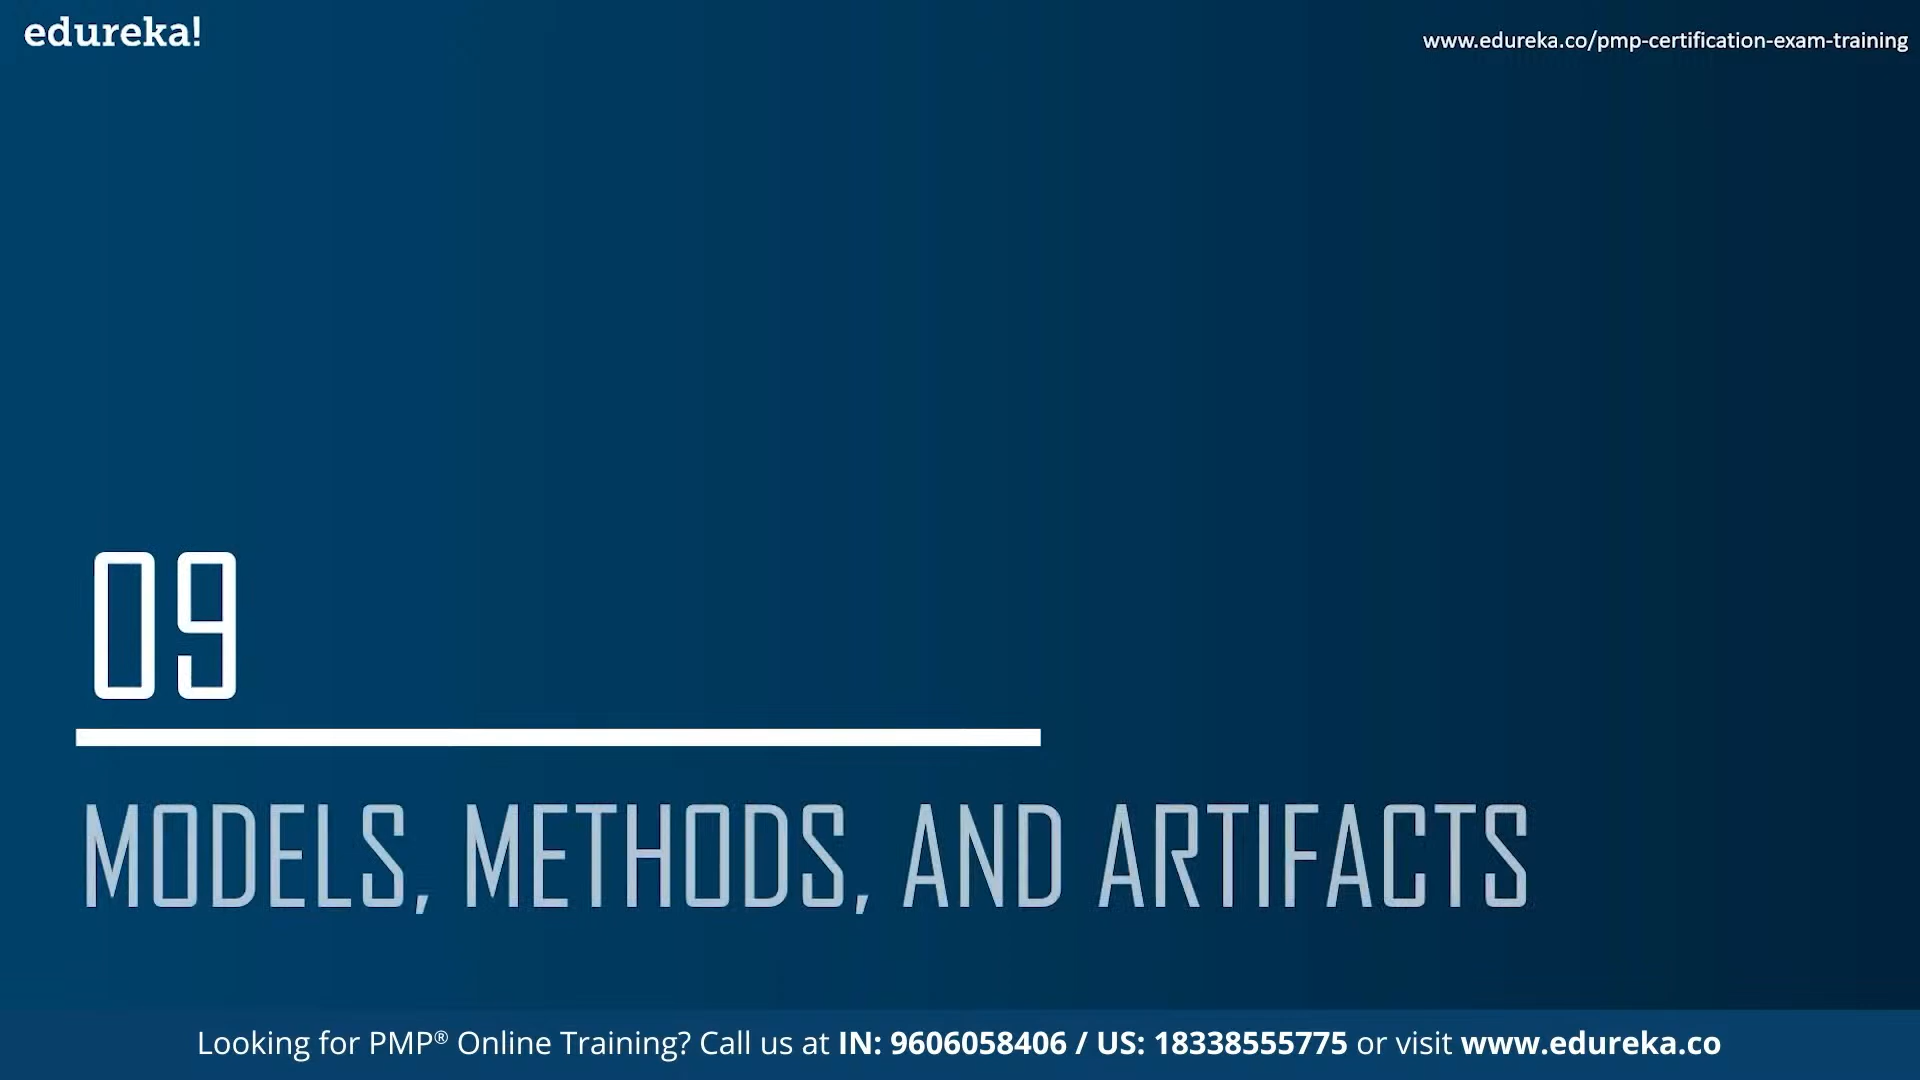 edureka!
www.edureka.co/pmp-certification-exam-training
09
MODELS, METHODS, AND ARTIFACTS
Looking for PMP® Online Training? Call us at IN: 9606058406 / US: 18338555775 or visit www.edureka.co